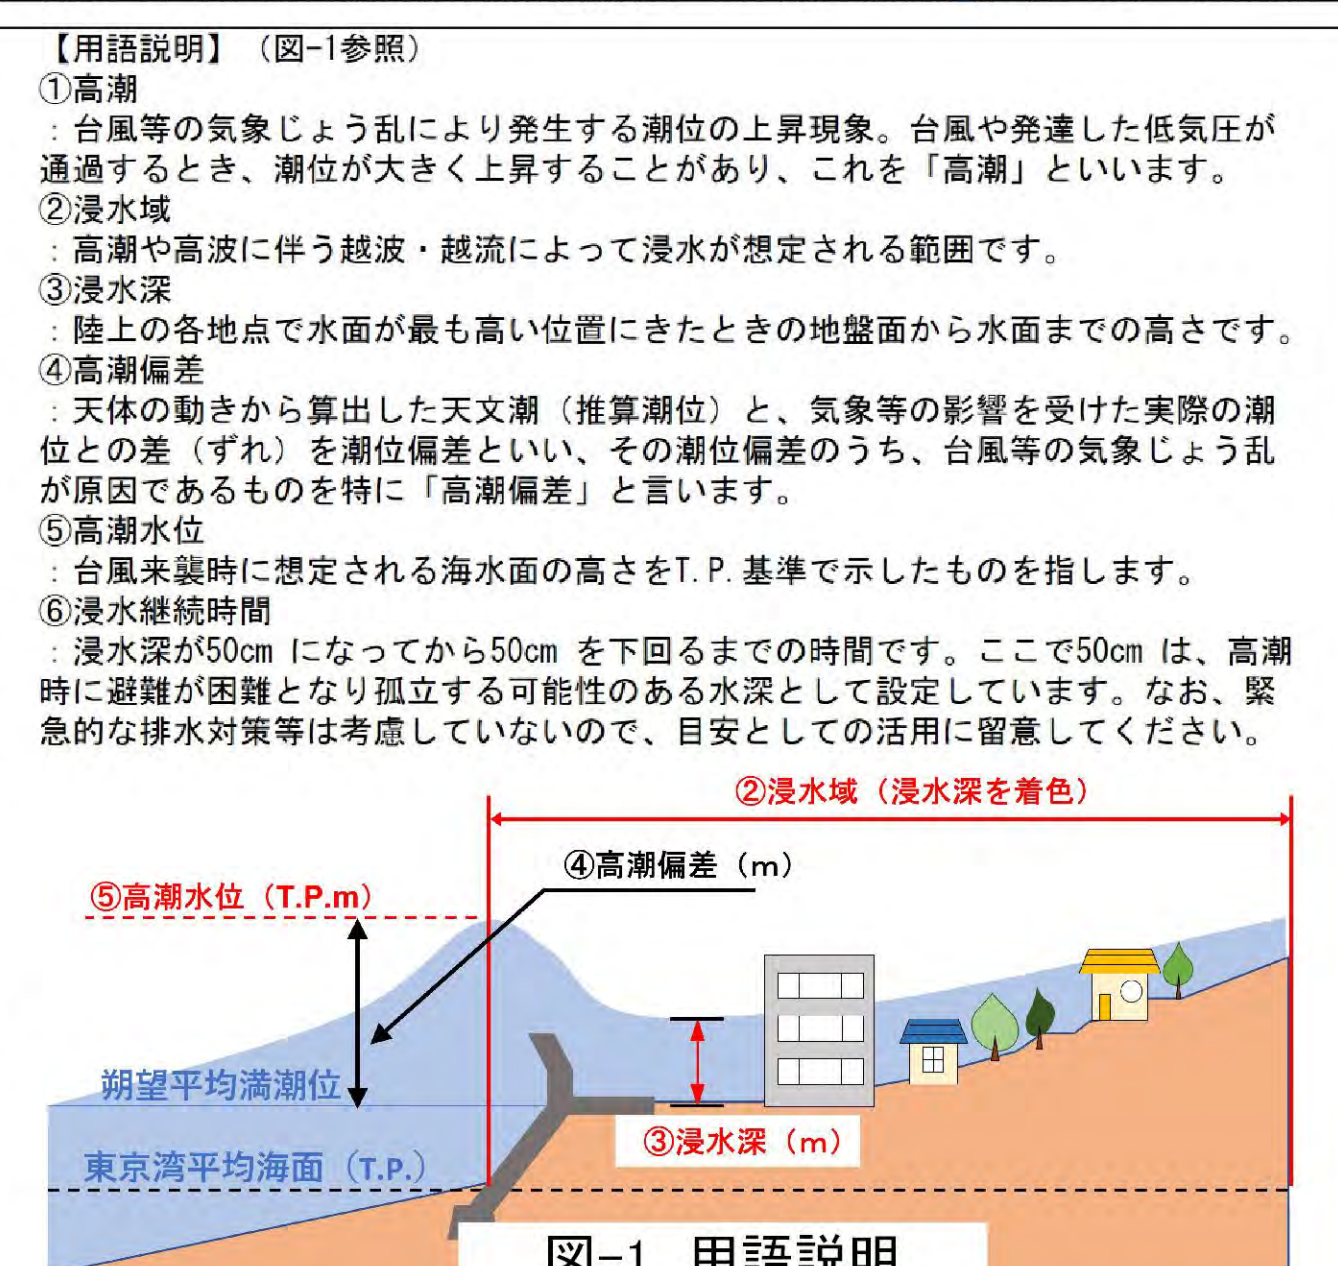 【用語説明】（図-1参照）
①高潮
：台風等の気象じょう乱により発生する潮位の上昇現象。台風や発達した低気圧が
通過するとき、潮位が大きく上昇することがあり、これを「高潮」といいます。
②浸水域
：高潮や高波に伴う越波・越流によって浸水が想定される範囲です。
③浸水深
：陸上の各地点で水面が最も高い位置にきたときの地盤面から水面までの高さです。
④高潮偏差
：天体の動きから算出した天文潮（推算潮位）と、気象等の影響を受けた実際の潮
位との差（ずれ）を潮位偏差といい、その潮位偏差のうち、台風等の気象じょう乱
が原因であるものを特に「高潮偏差」と言います。
⑤高潮水位
：台風来襲時に想定される海水面の高さをT.P.基準で示したものを指します。
⑥浸水継続時間
：浸水深が50cm になってから50cm を下回るまでの時間です。ここで50cm は、高潮
時に避難が困難となり孤立する可能性のある水深として設定しています。なお、緊
急的な排水対策等は考慮していないので、目安としての活用に留意してください。
②浸水域（浸水深を着色）
④高潮偏差（m）
⑤高潮水位（T.P.m）
朔望平均満潮位
③浸水深（m）
東京湾平均海面（T.P.）
図-1 用語説明